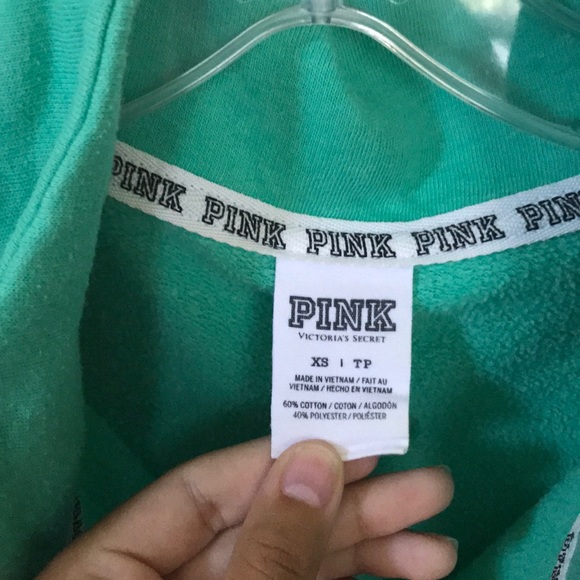 PINK PINK PINK PINK PINK
PINK
VICTORIA'S SECRET
XS | TP
MADE IN VIETNAM / FAIT AU
VIETNAM / HECHO EN VIETNAM
60% COTTON / COTON / ALGODÓN
40% POLYESTER / POLIÉSTER